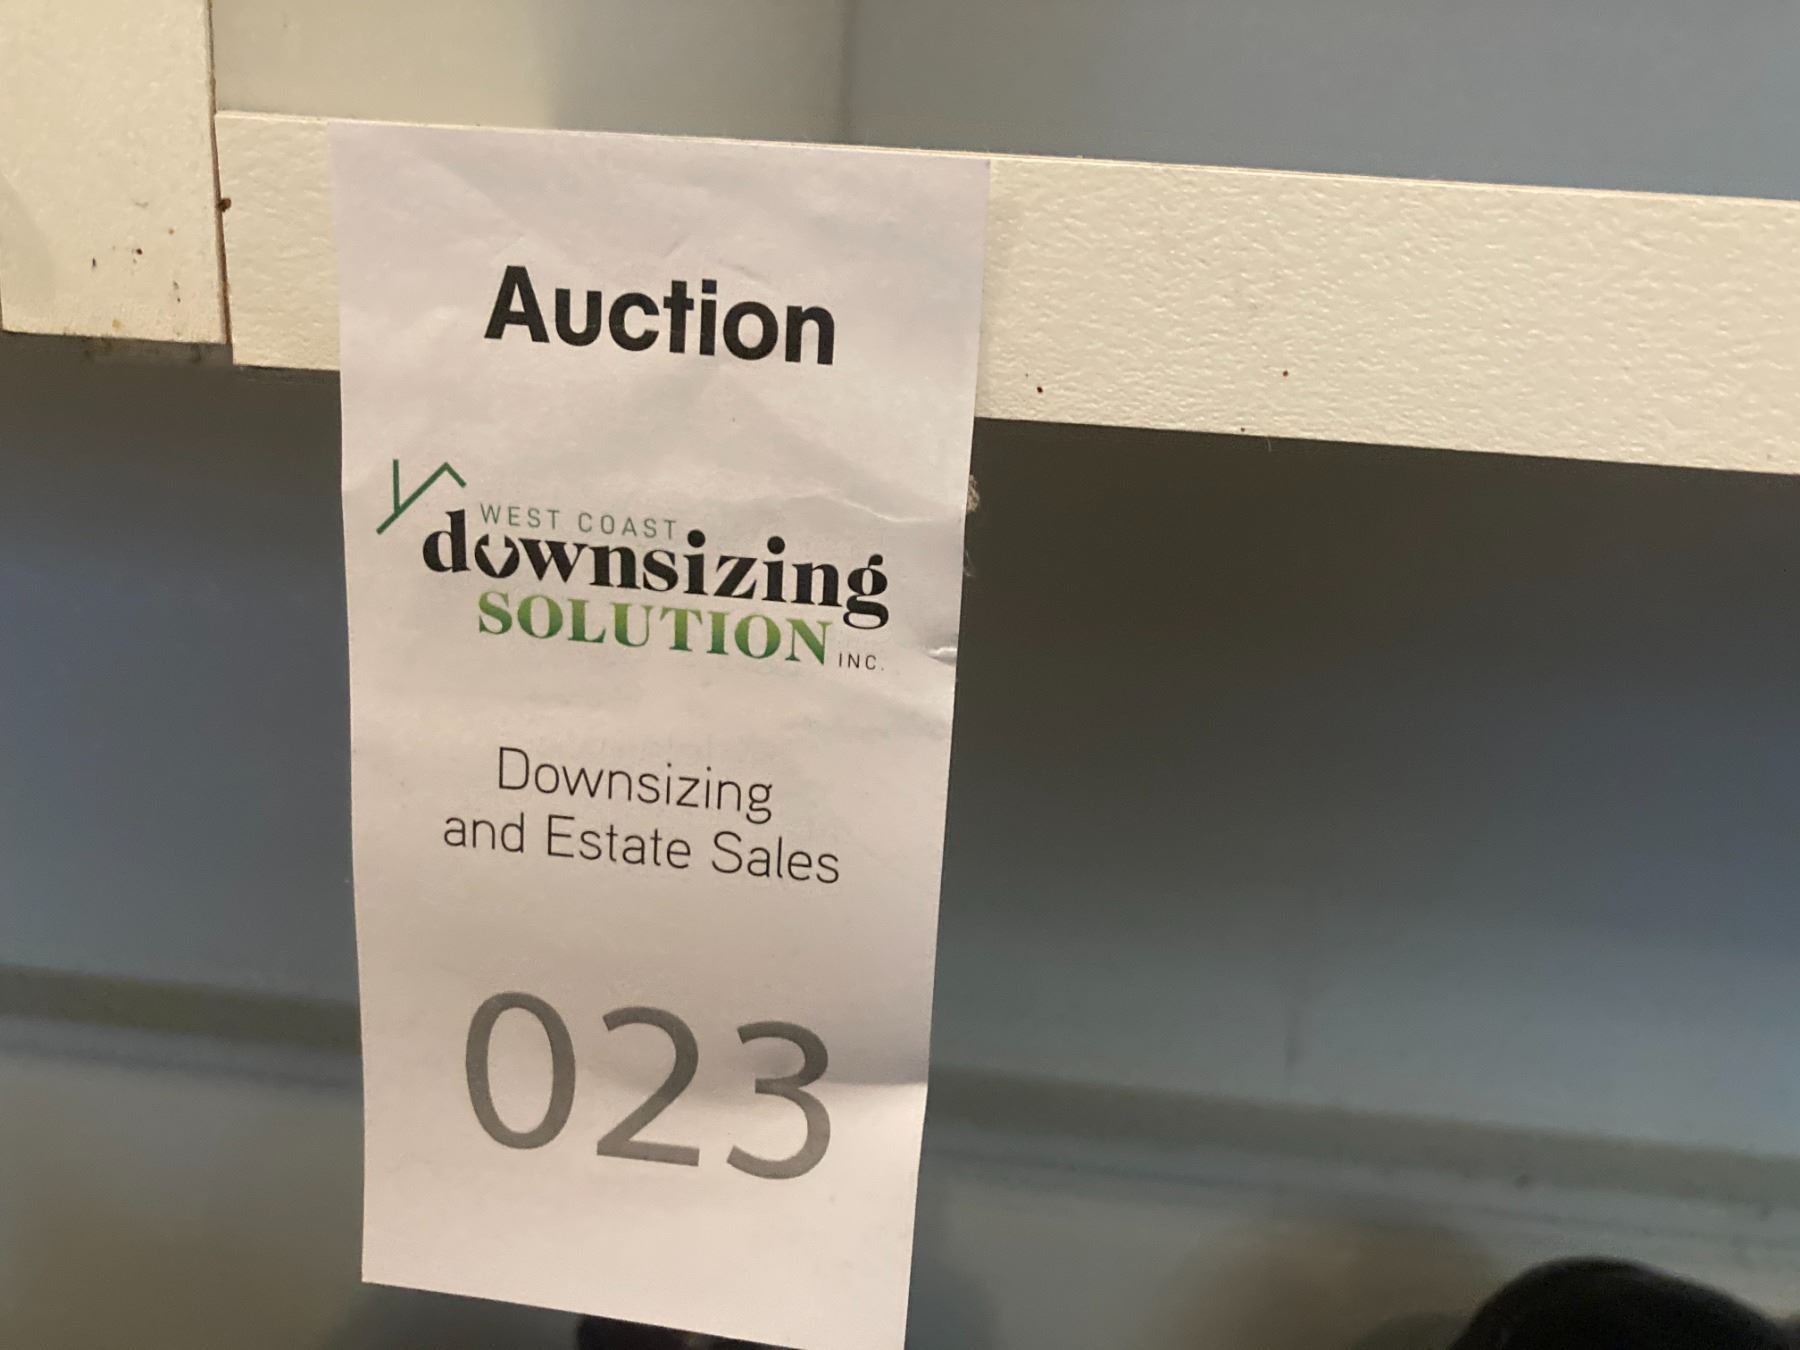 Auction
WEST COAST
downsizing
SOLUTION INC.
Downsizing
and Estate Sales
023